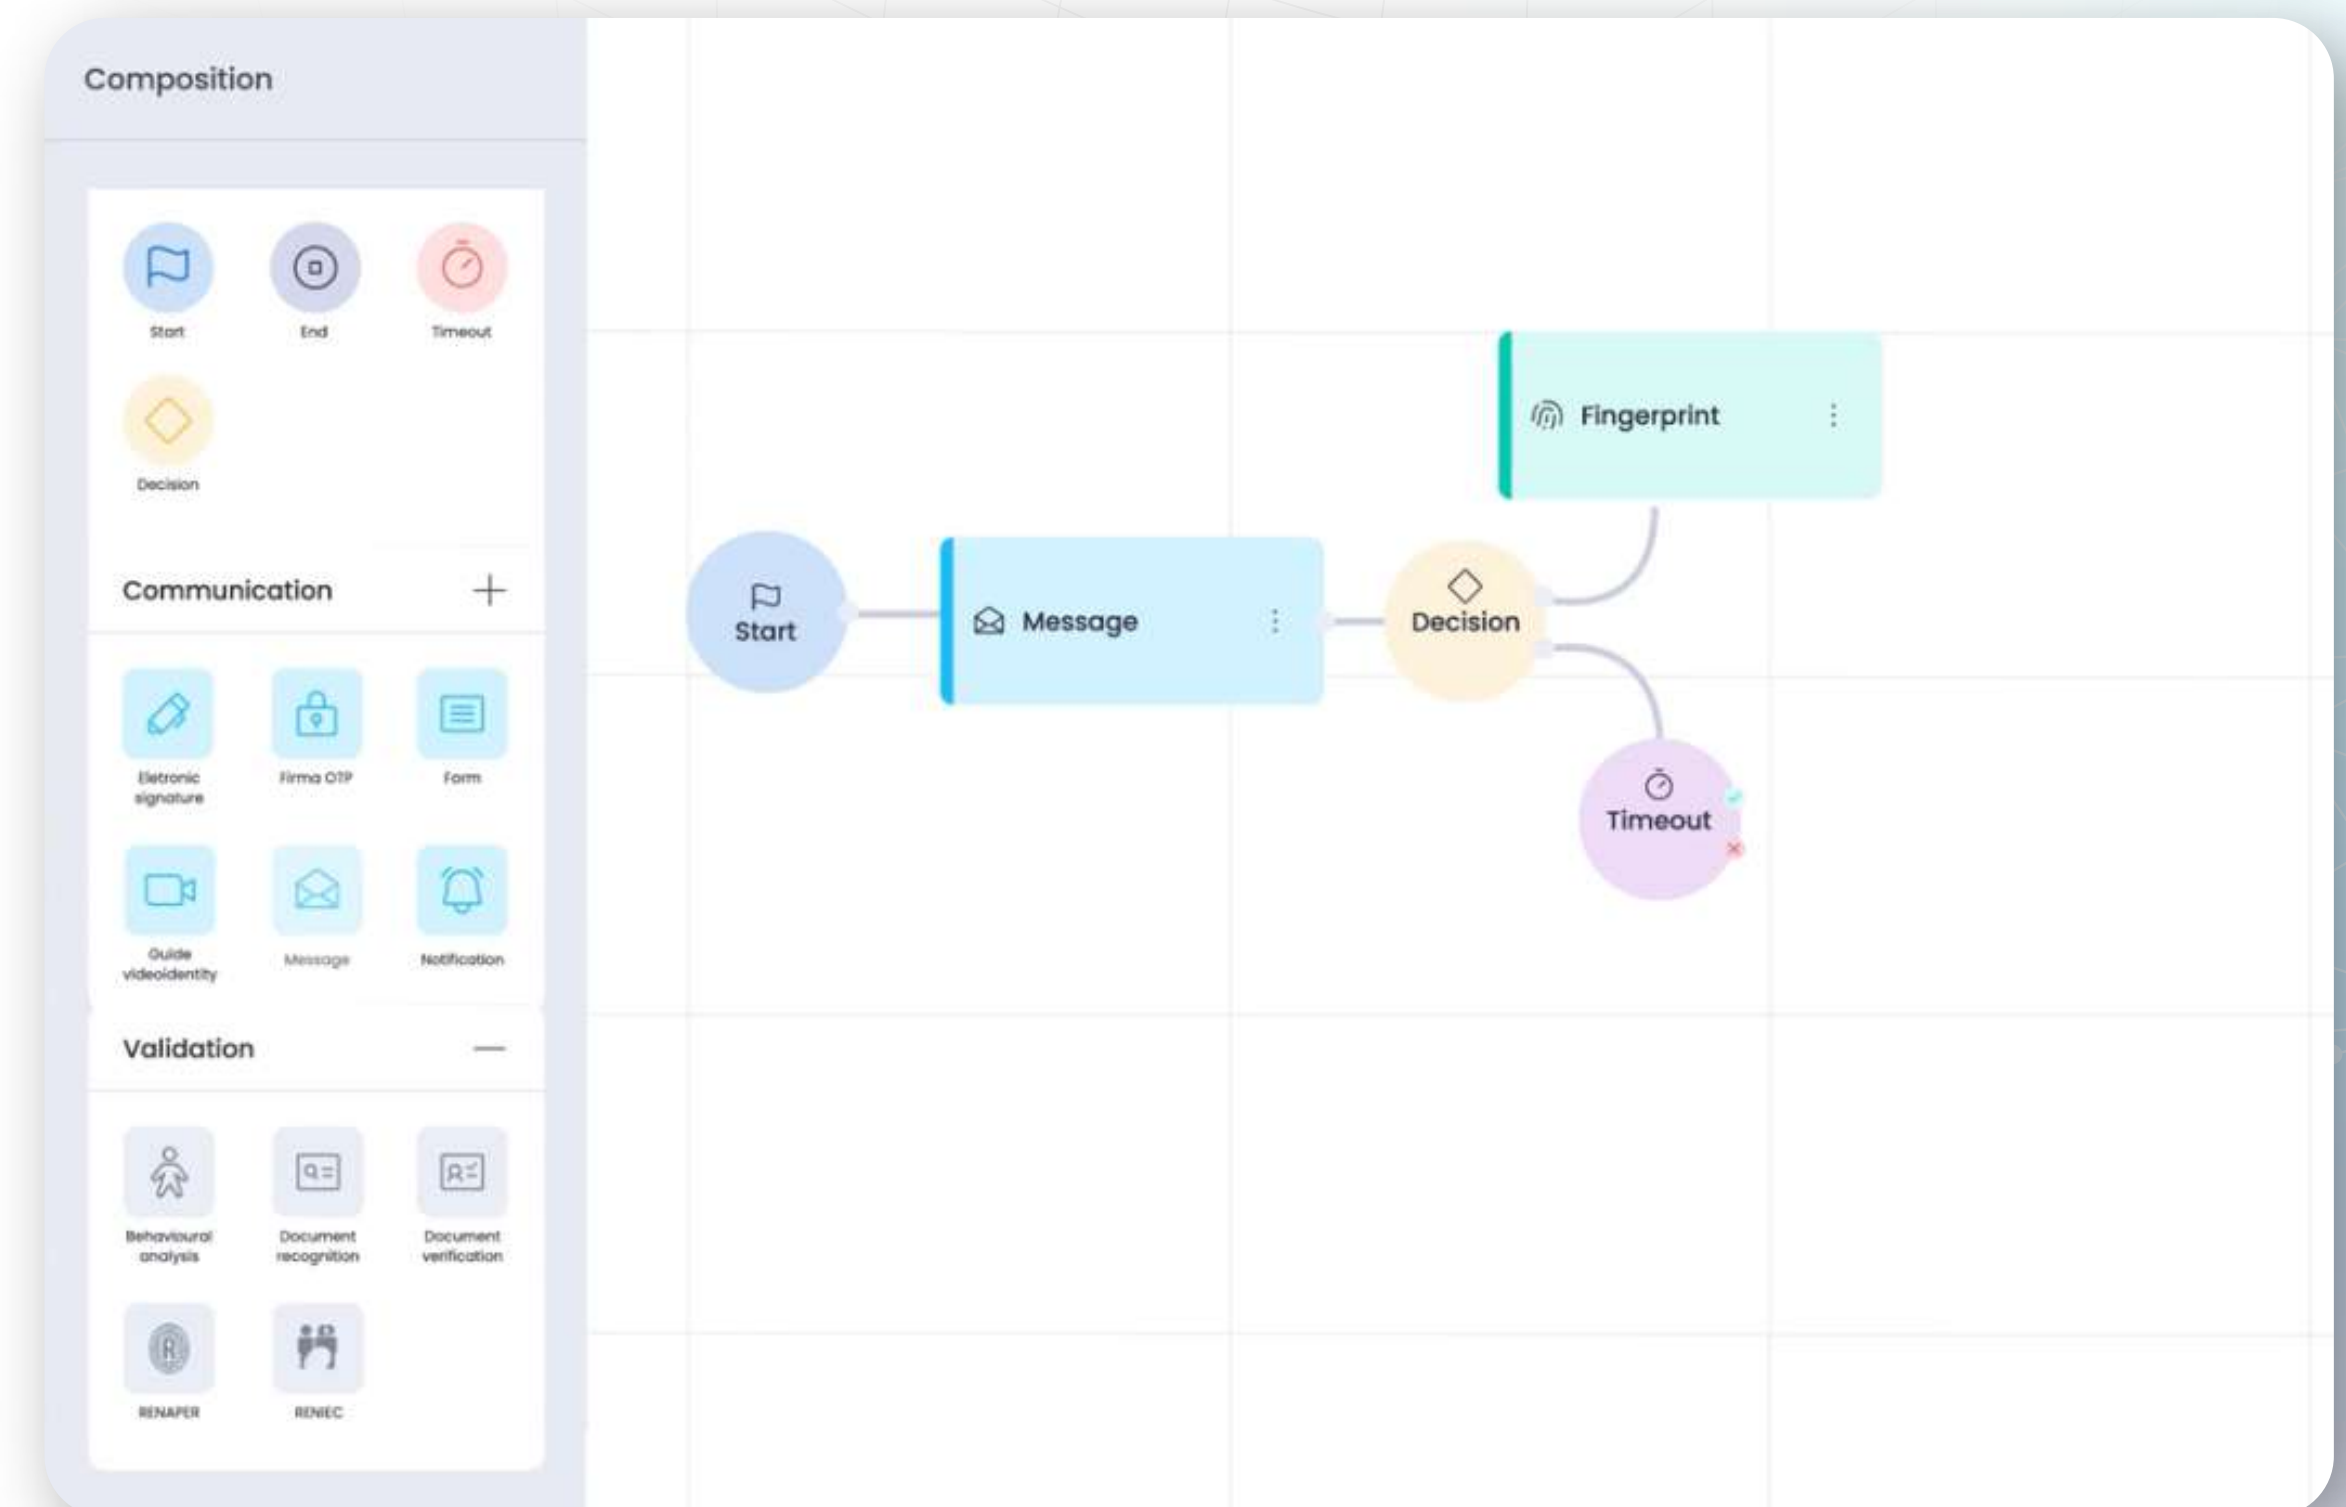 Composition
Start
End
Timeout
Decision
Communication
Eletronic
signature
Firma OTP
Form
Guide
videoidentity
Message
Notification
Validation
Behavioural
analysis
Document
recognition
Document
verification
RENAPER
RENIEC
Start
Message
Decision
Fingerprint
Timeout